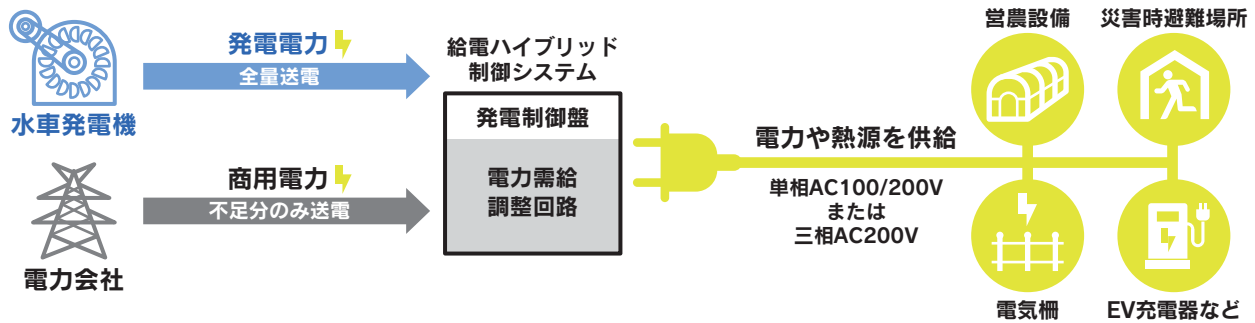 発電電力
全量送電
水車発電機
商用電力
不足分のみ送電
電力会社
給電ハイブリッド
制御システム
発電制御盤
電力需給
調整回路
電力や熱源を供給
単相AC100/200V
または
三相AC200V
営農設備
災害時避難場所
電気柵
EV充電器など